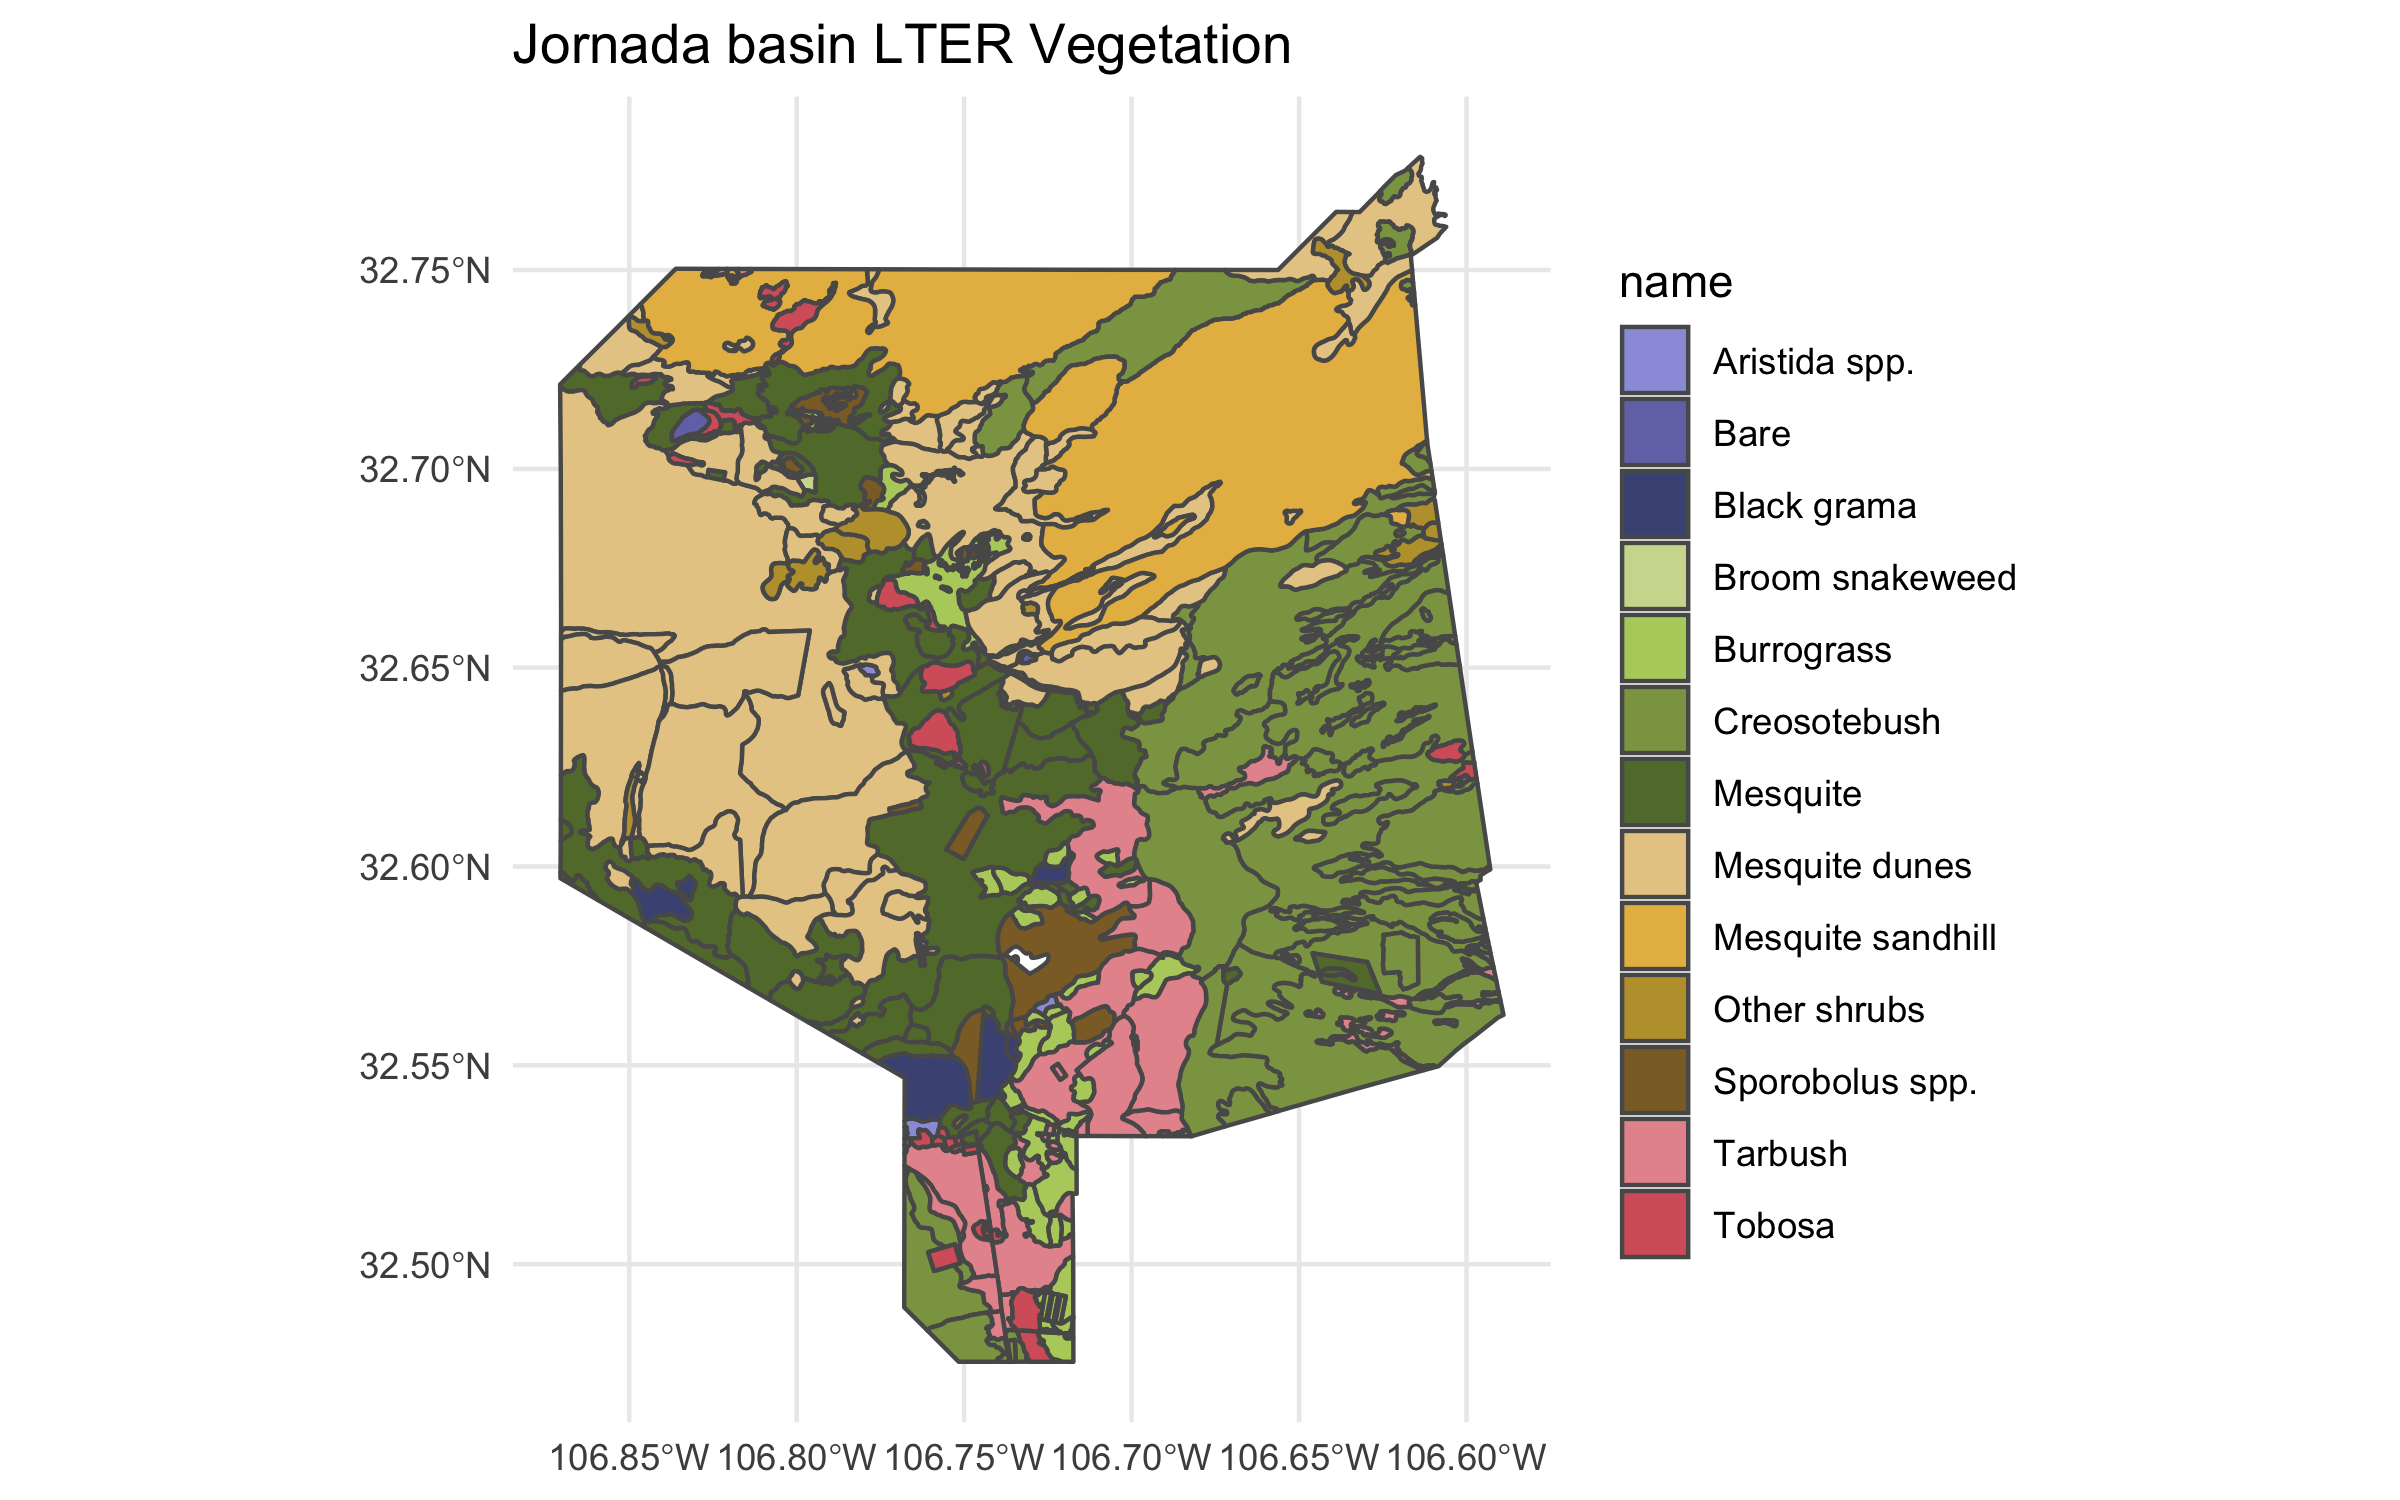 Jornada basin LTER Vegetation
32.75°N
32.70°N
32.65°N
32.60°N
32.55°N
32.50°N
106.85°W 106.80°W 106.75°W 106.70°W 106.65°W 106.60°W
name
Aristida spp.
Bare
Black grama
Broom snakeweed
Burrograss
Creosotebush
Mesquite
Mesquite dunes
Mesquite sandhill
Other shrubs
Sporobolus spp.
Tarbush
Tobosa